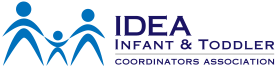 IDEA
INFANT & TODDLER
COORDINATORS ASSOCIATION